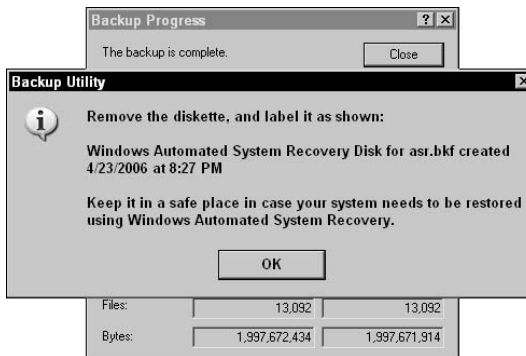 Backup Progress
The backup is complete.
Close
Backup Utility
Remove the diskette, and label it as shown:
Windows Automated System Recovery Disk for asr.bkf created
4/23/2006 at 8:27 PM
Keep it in a safe place in case your system needs to be restored
using Windows Automated System Recovery.
OK
Files: 13,092 13,092
Bytes: 1,997,672,434 1,997,671,914